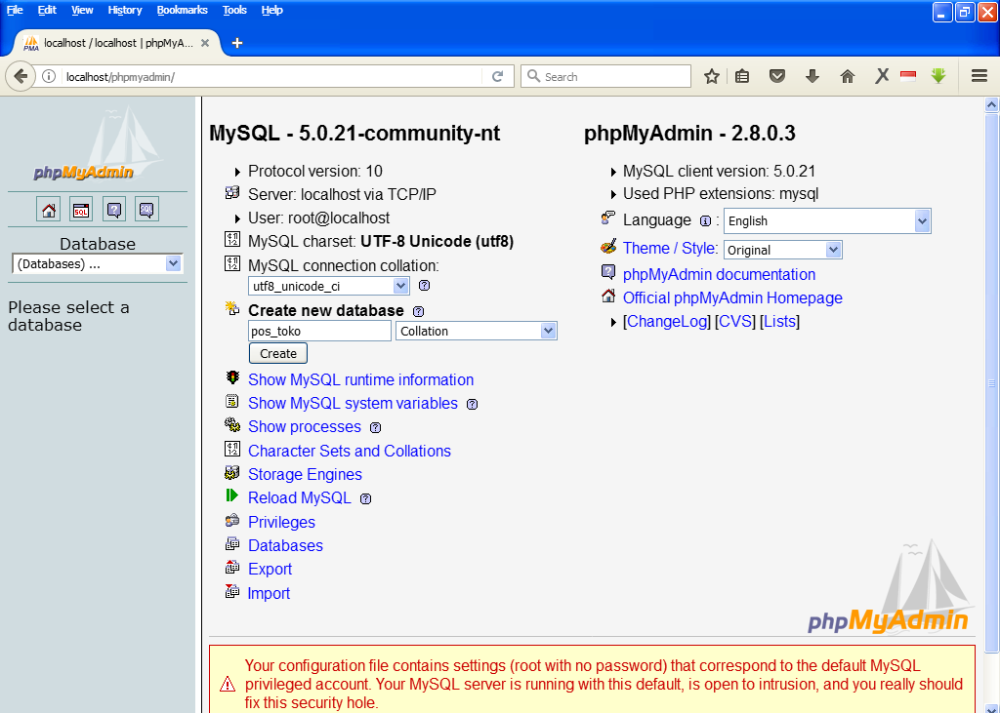 File Edit View History Bookmarks Tools Help
PMA localhost / localhost | phpMyA...
localhost/phpmyadmin/
Search
phpMyAdmin
SQL SQL
Database
(Databases) ...
Please select a
database
MySQL - 5.0.21-community-nt
Protocol version: 10
Server: localhost via TCP/IP
User: root@localhost
MySQL charset: UTF-8 Unicode (utf8)
MySQL connection collation:
utf8_unicode_ci
Create new database
pos_toko Collation
Create
Show MySQL runtime information
Show MySQL system variables
Show processes
Character Sets and Collations
Storage Engines
Reload MySQL
Privileges
Databases
Export
Import
phpMyAdmin - 2.8.0.3
MySQL client version: 5.0.21
Used PHP extensions: mysql
Language : English
Theme / Style: Original
phpMyAdmin documentation
Official phpMyAdmin Homepage
[ChangeLog] [CVS] [Lists]
phpMyAdmin
Your configuration file contains settings (root with no password) that correspond to the default MySQL
privileged account. Your MySQL server is running with this default, is open to intrusion, and you really should
fix this security hole.